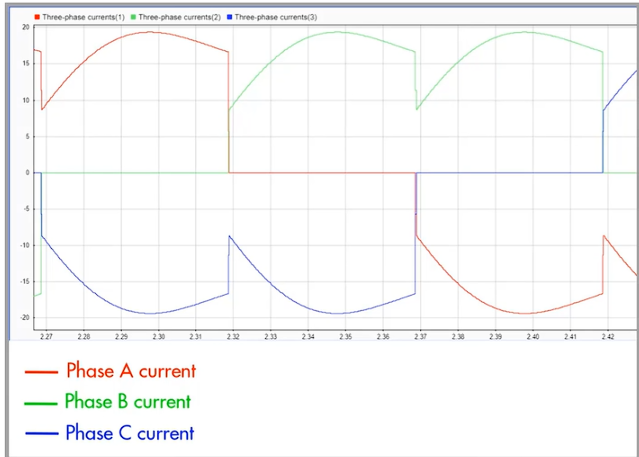 Three-phase currents(1) Three-phase currents(2) Three-phase currents(3)
20
15
10
5
0
-5
-10
-15
-20
2.27 2.28 2.29 2.30 2.31 2.32 2.33 2.34 2.35 2.36 2.37 2.38 2.39 2.40 2.41 2.42
Phase A current
Phase B current
Phase C current